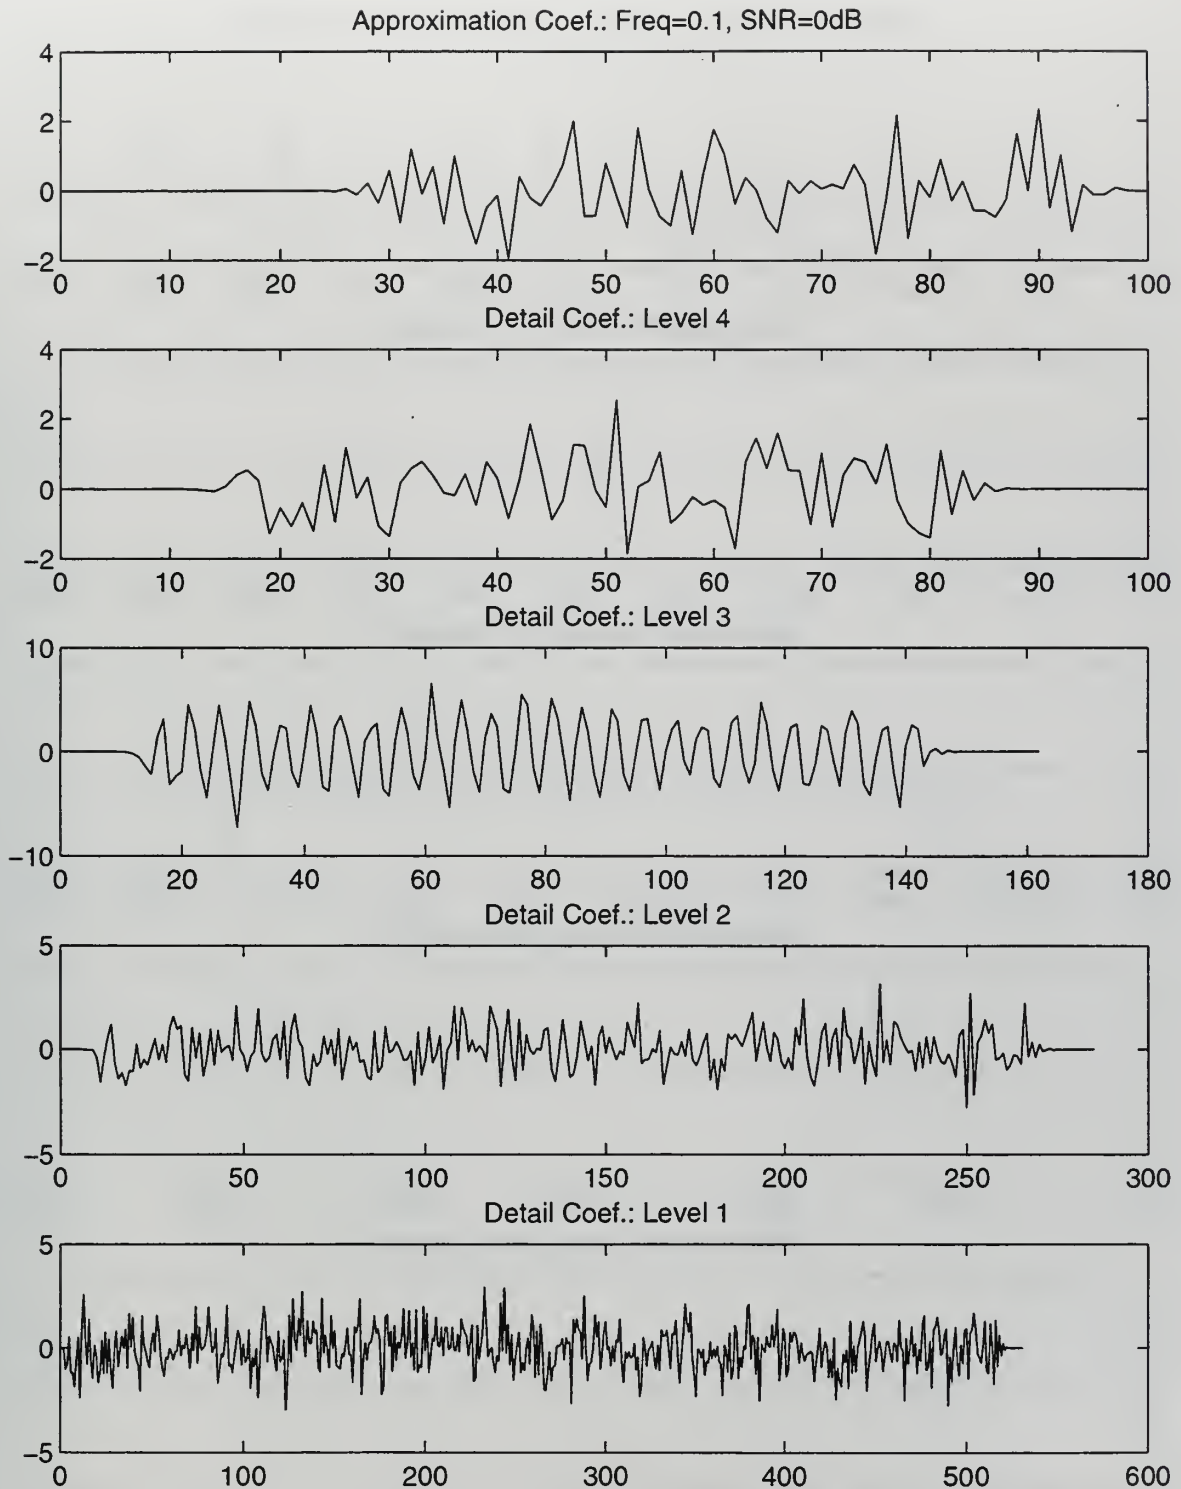 Approximation Coef.: Freq=0.1, SNR=0dB
4
2
0
−2
0 10 20 30 40 50 60 70 80 90 100
Detail Coef.: Level 4
4
2
0
−2
0 10 20 30 40 50 60 70 80 90 100
Detail Coef.: Level 3
10
0
−10
0 20 40 60 80 100 120 140 160 180
Detail Coef.: Level 2
5
0
−5
0 50 100 150 200 250 300
Detail Coef.: Level 1
5
0
−5
0 100 200 300 400 500 600